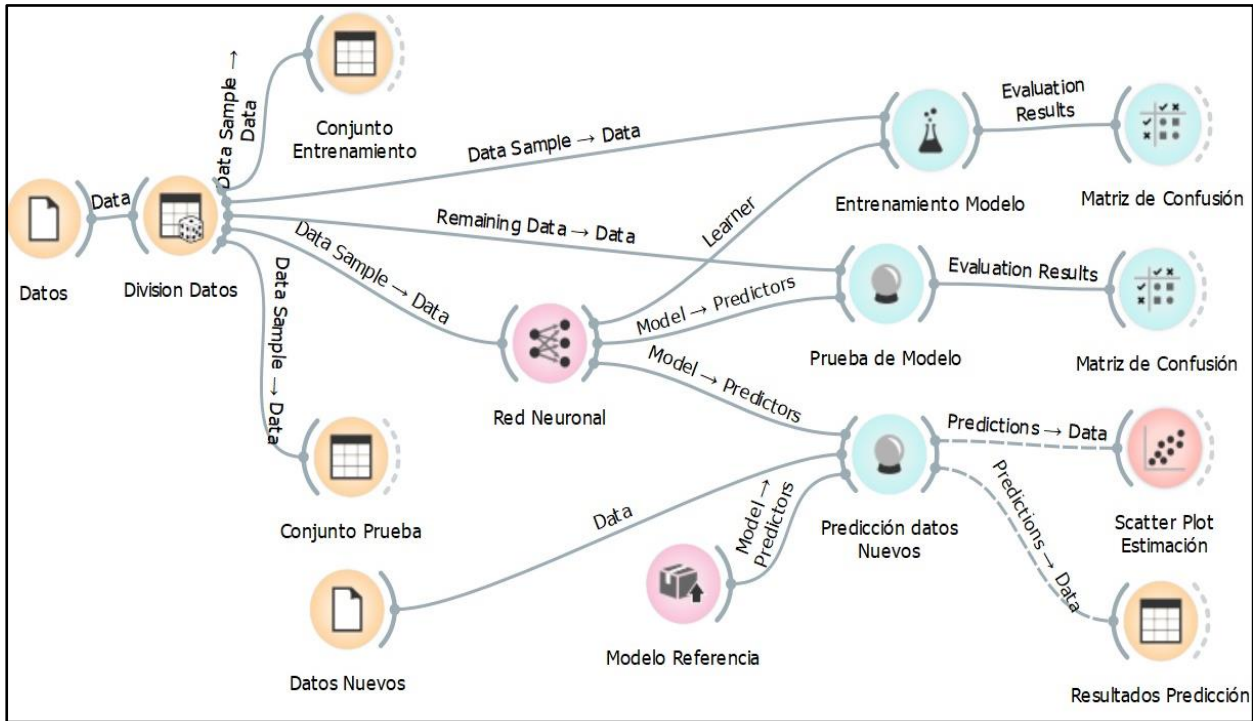 Data Sample →
Data
Conjunto
Entrenamiento
Data Sample → Data
Evaluation
Results
Entrenamiento Modelo
Matriz de Confusión
Data
Datos
Division Datos
Remaining Data → Data
Learner
Data Sample → Data
Data Sample → Data
Red Neuronal
Model → Predictors
Evaluation Results
Prueba de Modelo
Matriz de Confusión
Model → Predictors
Conjunto Prueba
Data
Model →
Predictors
Predicción datos
Nuevos
Predictions → Data
Predictions → Data
Scatter Plot
Estimación
Datos Nuevos
Modelo Referencia
Resultados Predicción